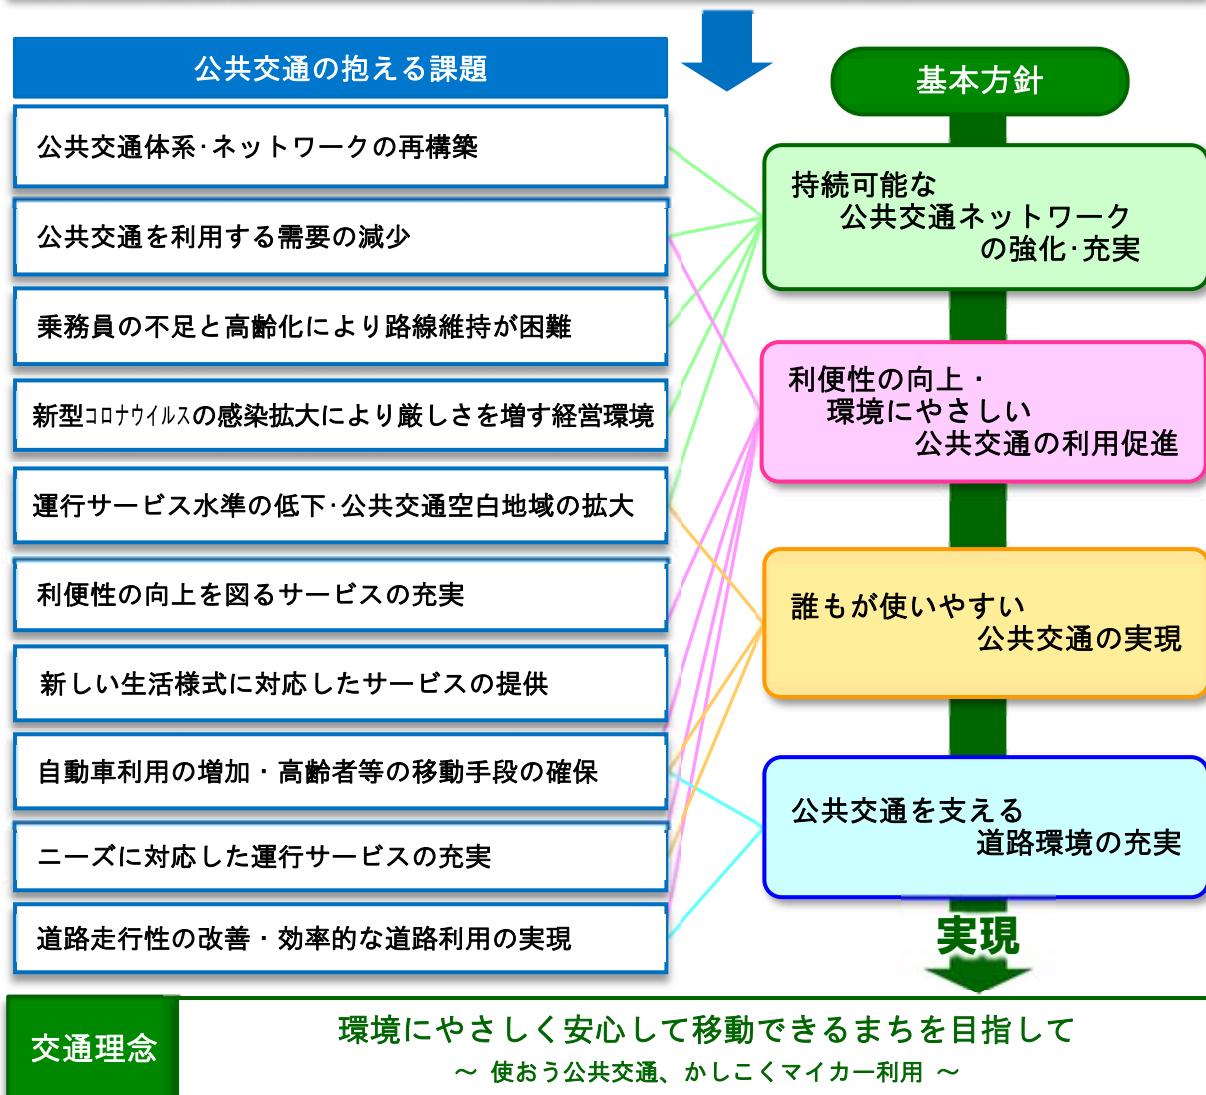 公共交通の抱える課題
公共交通体系･ネットワークの再構築
公共交通を利用する需要の減少
乗務員の不足と高齢化により路線維持が困難
新型ｺﾛﾅｳｲﾙｽの感染拡大により厳しさを増す経営環境
運行サービス水準の低下･公共交通空白地域の拡大
利便性の向上を図るサービスの充実
新しい生活様式に対応したサービスの提供
自動車利用の増加・高齢者等の移動手段の確保
ニーズに対応した運行サービスの充実
道路走行性の改善・効率的な道路利用の実現
基本方針
持続可能な
公共交通ネットワーク
の強化･充実
利便性の向上・
環境にやさしい
公共交通の利用促進
誰もが使いやすい
公共交通の実現
公共交通を支える
道路環境の充実
実現
交通理念
環境にやさしく安心して移動できるまちを目指して
～ 使おう公共交通、かしこくマイカー利用 ～